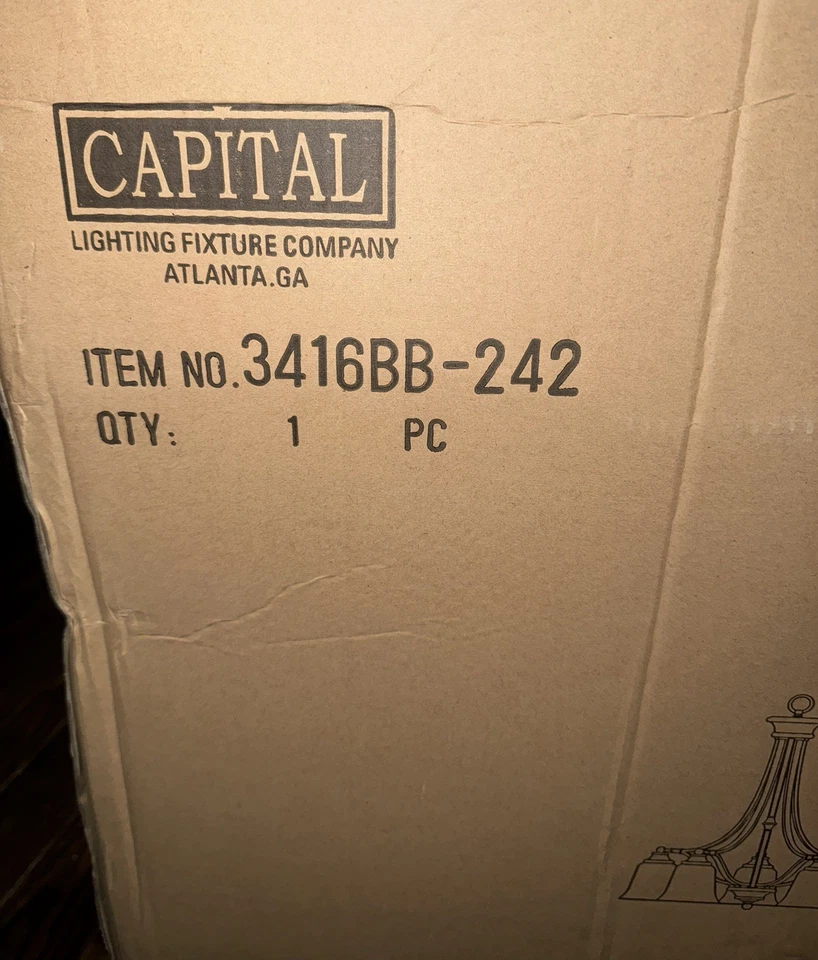 CAPITAL
LIGHTING FIXTURE COMPANY
ATLANTA.GA
ITEM NO.3416BB-242
QTY: 1 PC